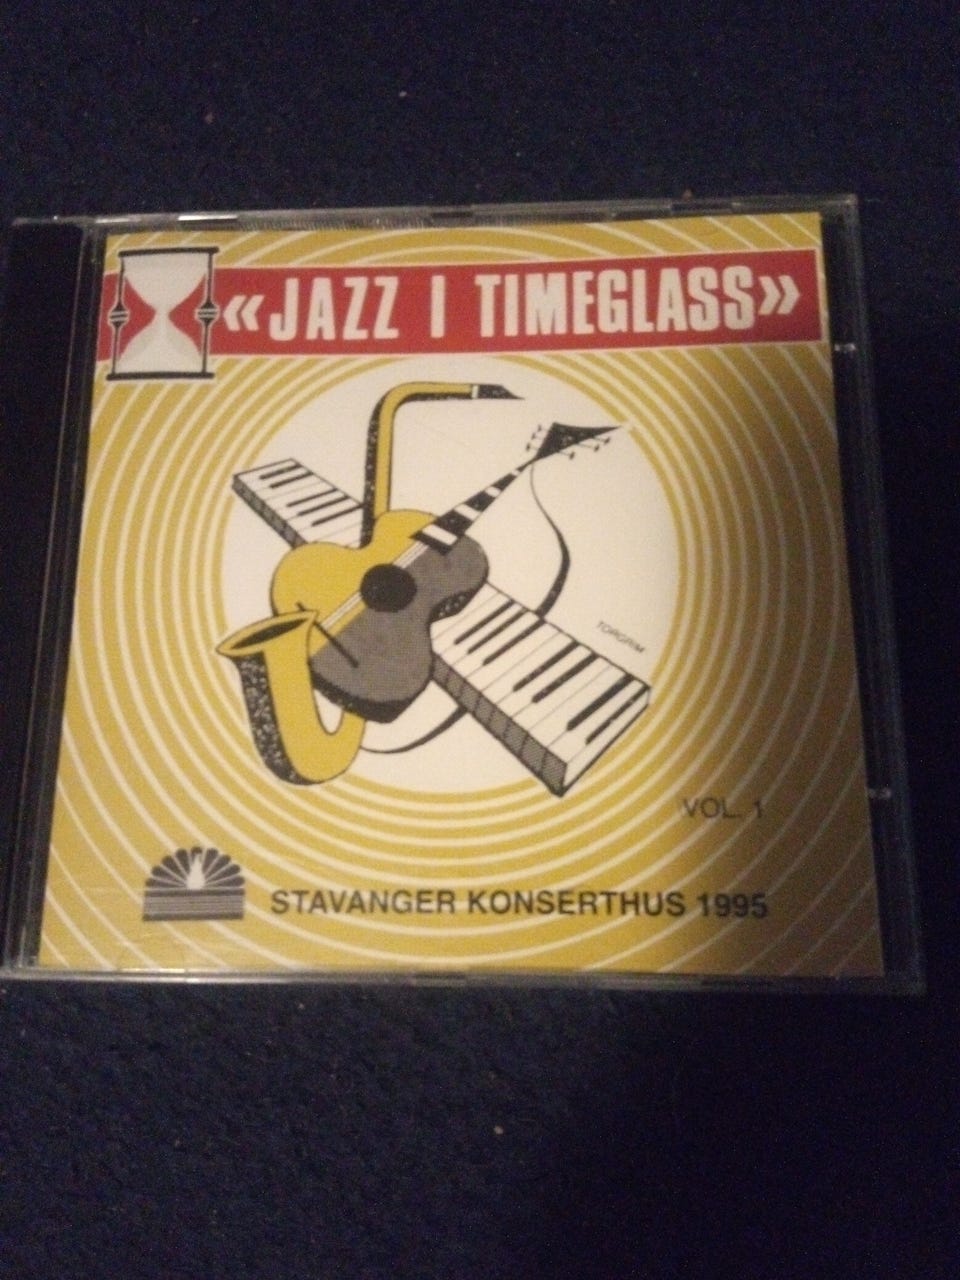 «JAZZ I TIMEGLASS»
TORGRIM
VOL. 1
STAVANGER KONSERTHUS 1995